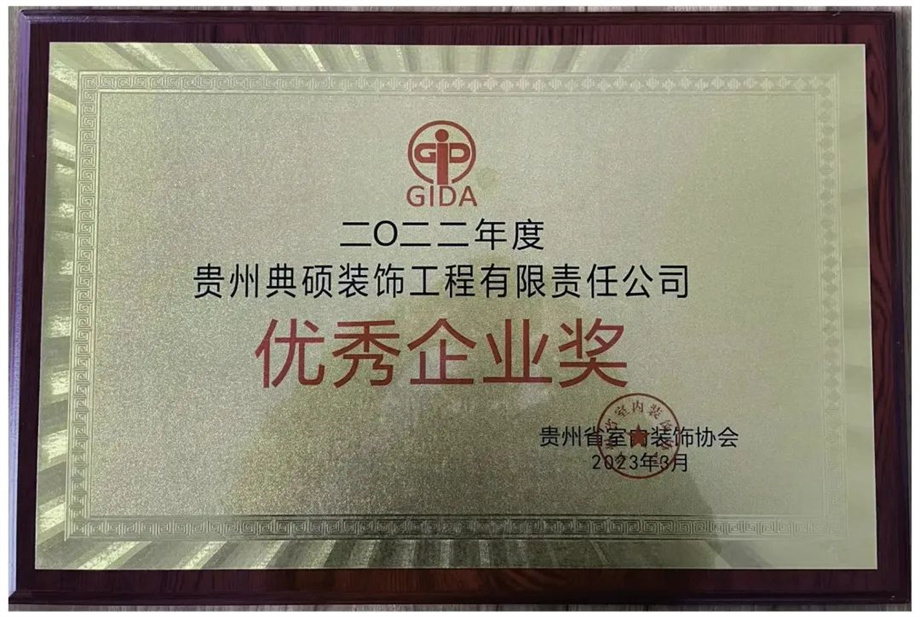 GID
GIDA
二O二二年度
贵州典硕装饰工程有限责任公司
优秀企业奖
贵州省室内装饰协会
2023年3月